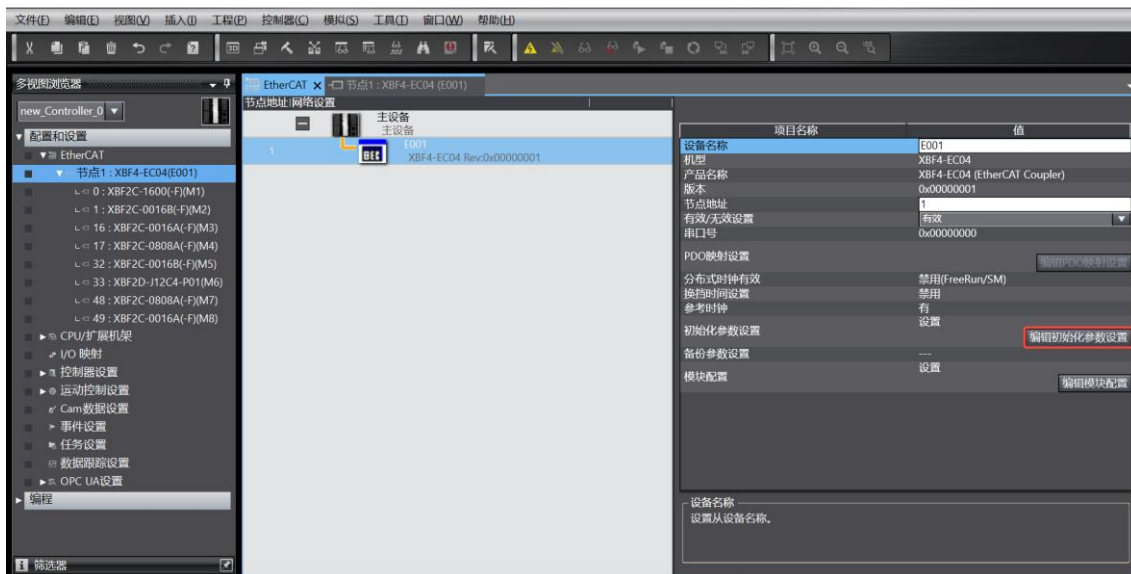 文件(F) 编辑(E) 视图(V) 插入(I) 工程(P) 控制器(C) 模拟(S) 工具(T) 窗口(W) 帮助(H)
多视图浏览器
new_Controller_0
配置和设置
EtherCAT
节点1 : XBF4-EC04(E001)
0 : XBF2C-1600(-F)(M1)
1 : XBF2C-0016B(-F)(M2)
16 : XBF2C-0016A(-F)(M3)
17 : XBF2C-0808A(-F)(M4)
32 : XBF2C-0016B(-F)(M5)
33 : XBF2D-J12C4-P01(M6)
48 : XBF2C-0808A(-F)(M7)
49 : XBF2C-0016A(-F)(M8)
CPU/扩展机架
I/O 映射
控制器设置
运动控制设置
Cam数据设置
事件设置
任务设置
数据跟踪设置
OPC UA设置
编程
筛选器
EtherCAT 节点1 : XBF4-EC04 (E001)
节点地址|网络设置
主设备
主设备
1 E001
XBF4-EC04 Rev:0x00000001
项目名称 值
设备名称 E001
机型 XBF4-EC04
产品名称 XBF4-EC04 (EtherCAT Coupler)
版本 0x00000001
节点地址 1
有效/无效设置 有效
串口号 0x00000000
PDO映射设置 编辑PDO映射设置
分布式时钟有效 禁用(FreeRun/SM)
换挡时间设置 禁用
参考时钟 有
初始化参数设置 设置
编辑初始化参数设置
备份参数设置 ---
模块配置 设置
编辑模块配置
设备名称
设置从设备名称。